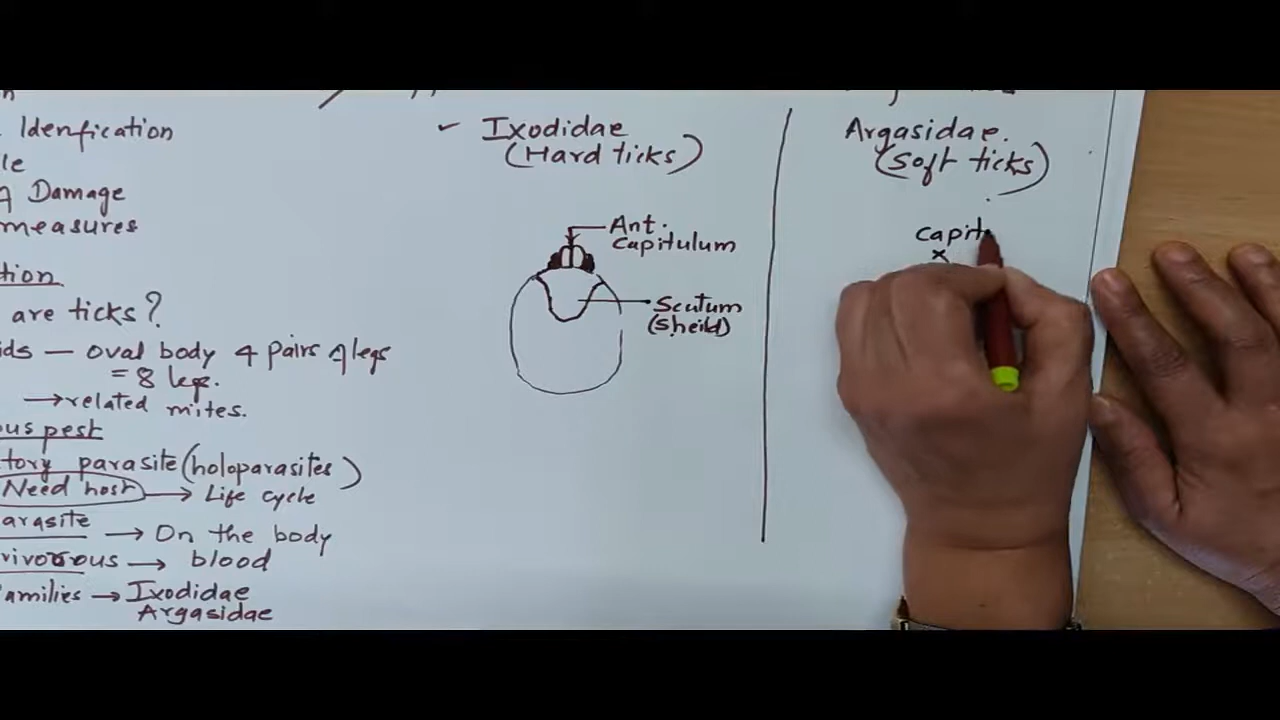 Idenfication
le
Damage
measures
tion
are ticks?
ids — oval body 4 pairs of legs
= 8 legs.
→ related mites.
ous pest
tory parasite (holoparasites)
Need host → Life cycle
arasite → On the body
rivorous → blood
amilies → Ixodidae
Argasidae
✓ Ixodidae
(Hard ticks)
Ant.
Capitulum
Scutum
(Sheild)
Argasidae.
(Soft ticks)
Capit
x